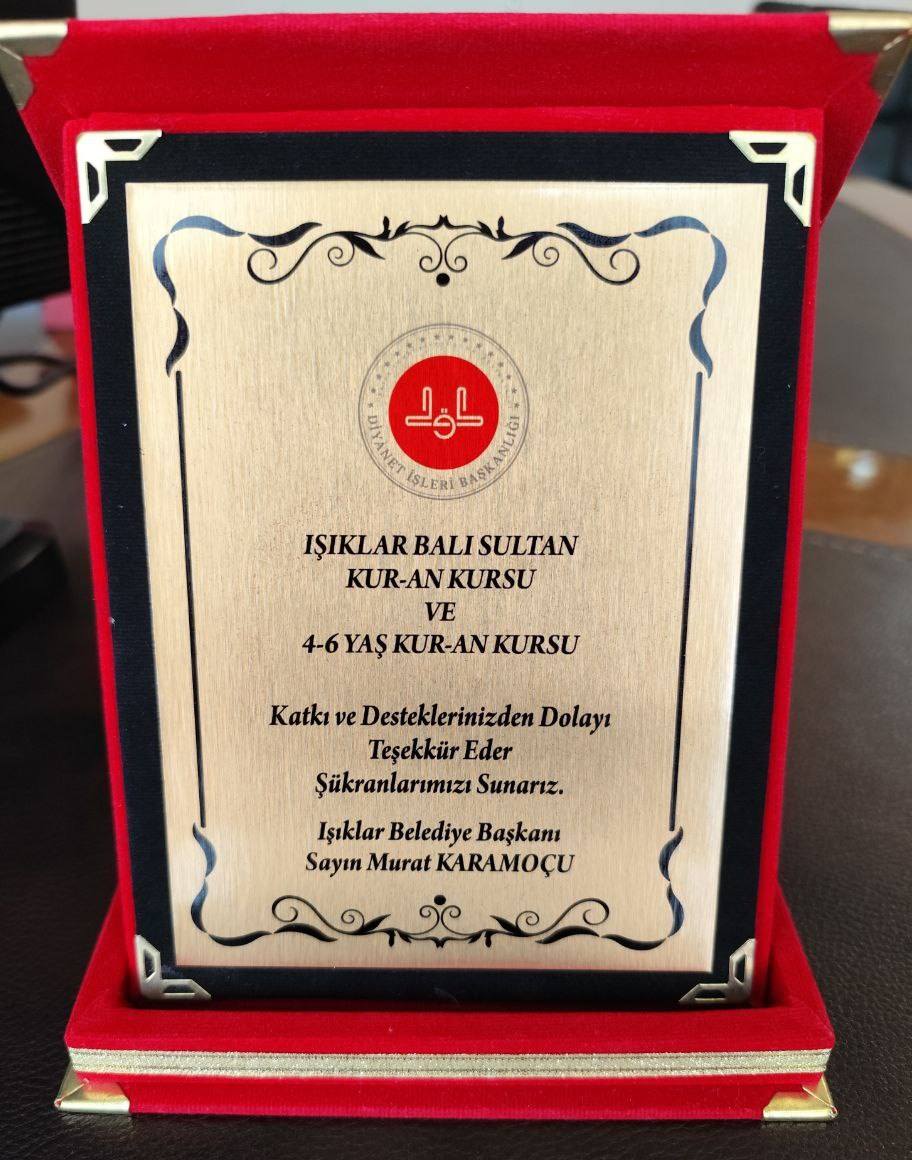 DİYANET İŞLERİ BAŞKANLIĞI
IŞIKLAR BALI SULTAN
KUR-AN KURSU
VE
4-6 YAŞ KUR-AN KURSU
Katkı ve Desteklerinizden Dolayı
Teşekkür Eder
Şükranlarımızı Sunarız.
Işıklar Belediye Başkanı
Sayın Murat KARAMOÇU